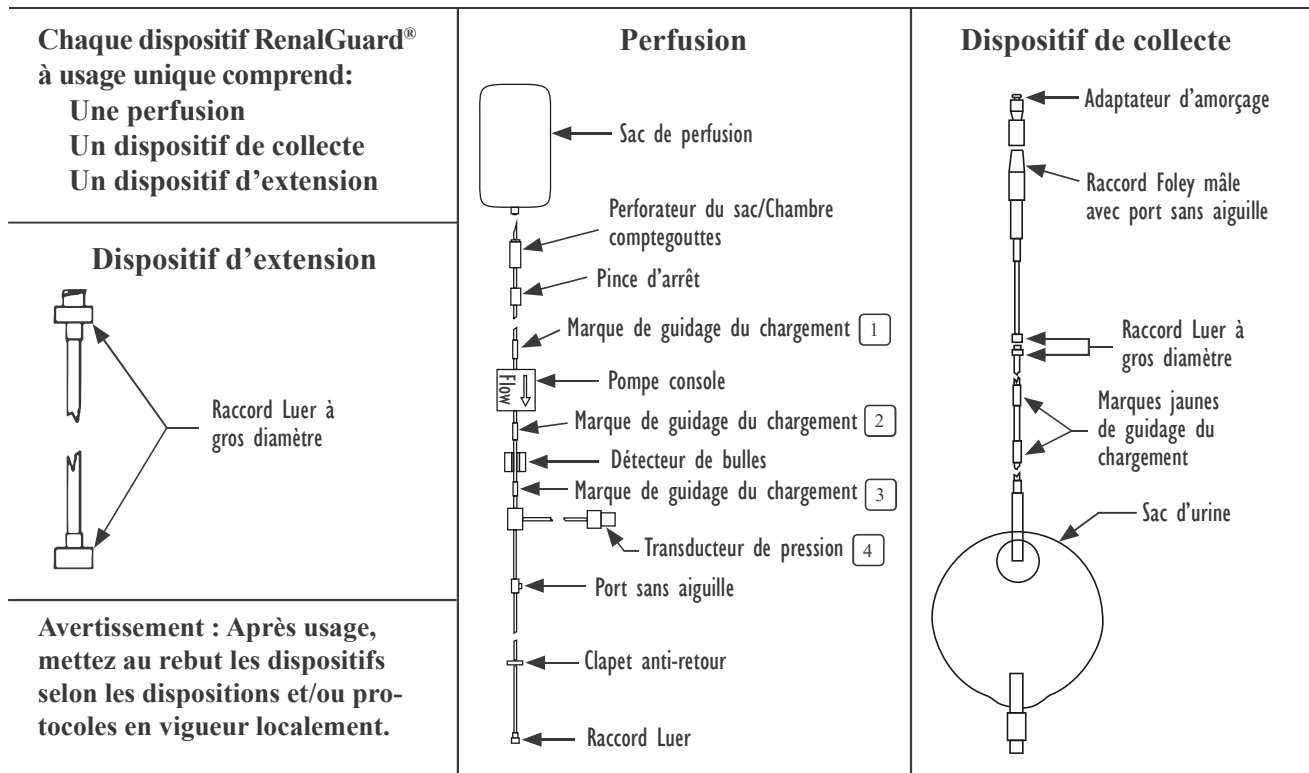 Chaque dispositif RenalGuard®
à usage unique comprend:
Une perfusion
Un dispositif de collecte
Un dispositif d'extension
Dispositif d'extension
Raccord Luer à
gros diamètre
Avertissement : Après usage,
mettez au rebut les dispositifs
selon les dispositions et/ou pro-
tocoles en vigueur localement.
Perfusion
Sac de perfusion
Perforateur du sac/Chambre
comptegouttes
Pince d'arrêt
Marque de guidage du chargement 1
Flow
Pompe console
Marque de guidage du chargement 2
Détecteur de bulles
Marque de guidage du chargement 3
Transducteur de pression 4
Port sans aiguille
Clapet anti-retour
Raccord Luer
Dispositif de collecte
Adaptateur d'amorçage
Raccord Foley mâle
avec port sans aiguille
Raccord Luer à
gros diamètre
Marques jaunes
de guidage du
chargement
Sac d'urine